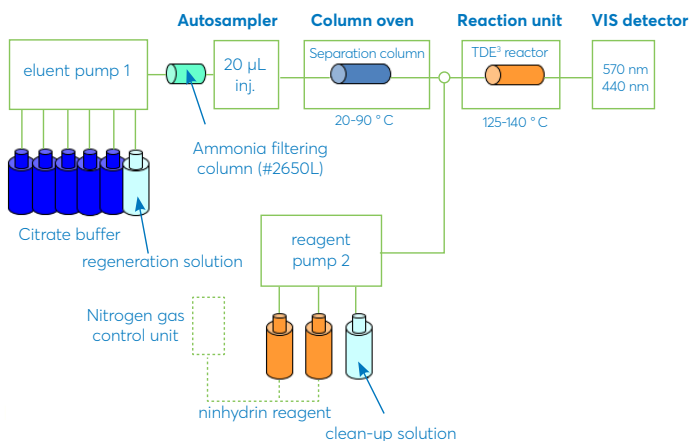 Autosampler
Column oven
Reaction unit
VIS detector
eluent pump 1
20 µL
inj.
Separation column
TDE³ reactor
570 nm
440 nm
20-90 °C
125-140 °C
Ammonia filtering
column (#2650L)
Citrate buffer
regeneration solution
reagent
pump 2
Nitrogen gas
control unit
ninhydrin reagent
clean-up solution